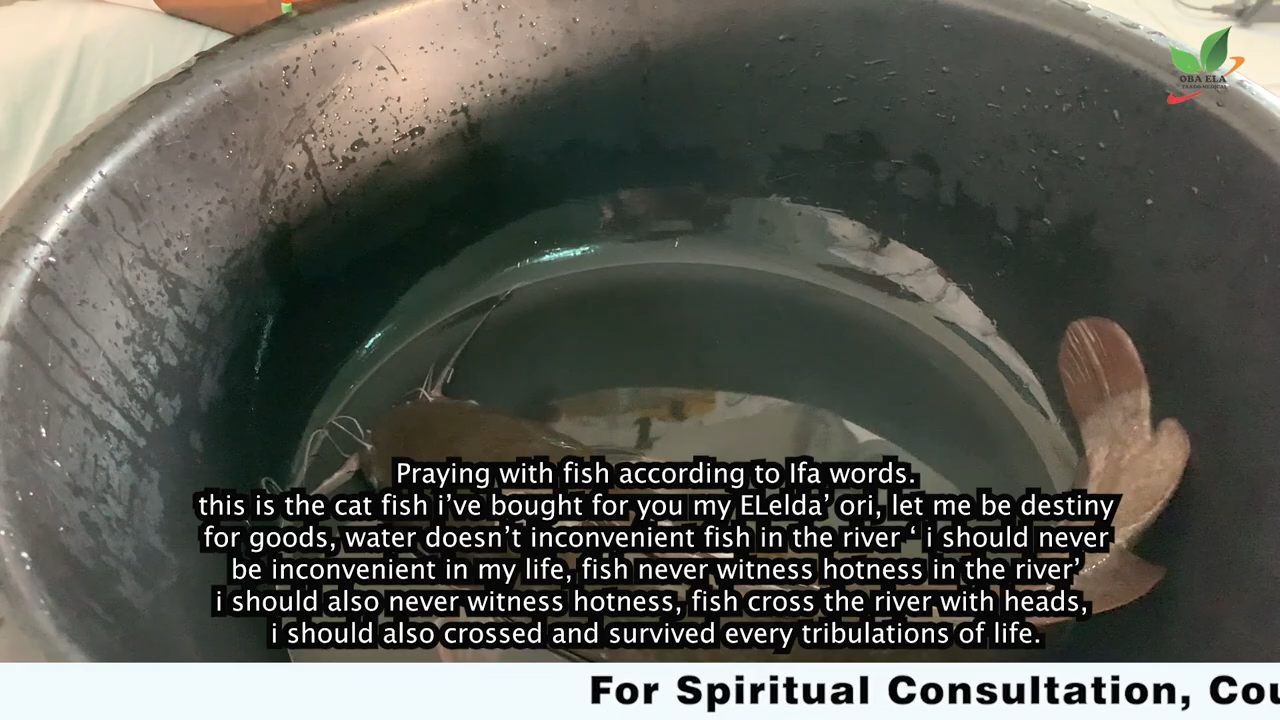 OBA ELA
TRADO-MEDICAL
Praying with fish according to Ifa words.
this is the cat fish i’ve bought for you my ELelda’ ori, let me be destiny
for goods, water doesn’t inconvenient fish in the river ‘ i should never
be inconvenient in my life, fish never witness hotness in the river’
i should also never witness hotness, fish cross the river with heads,
i should also crossed and survived every tribulations of life.
For Spiritual Consultation, Cou